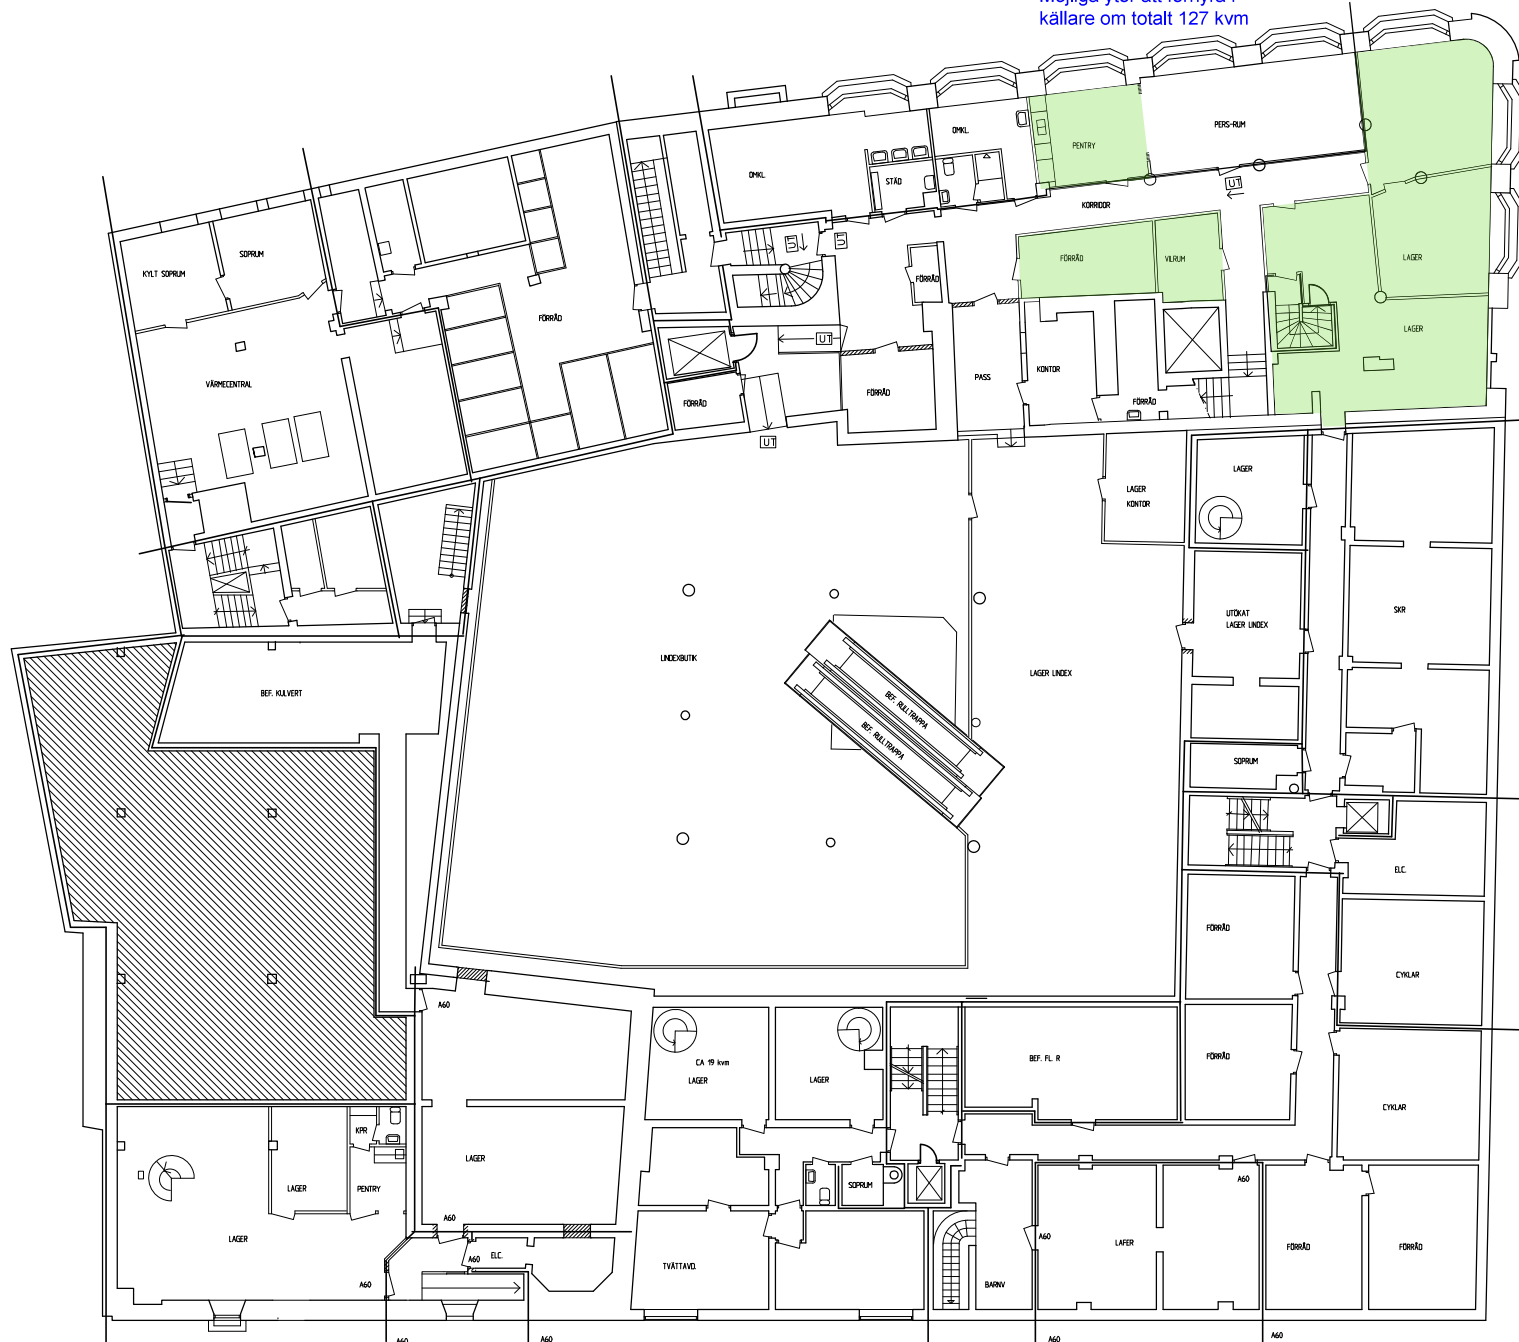 källare om totalt 127 kvm
PERS-RUM
OMKL.
PENTRY
OMKL.
STÄD
UT
KORRIDOR
SOPRUM
KYLT SOPRUM
UT
UT
FÖRRÅD
VILRUM
LAGER
FÖRRÅD
FÖRRÅD
UT
LAGER
VÄRMECENTRAL
PASS
KONTOR
FÖRRÅD
FÖRRÅD
FÖRRÅD
UT
LAGER
LAGER
KONTOR
UTÖKAT
LAGER LINDEX
SKR
LINDEXBUTIK
LAGER LINDEX
BEF. KULVERT
BEF. RULLTRAPPA
BEF. RULLTRAPPA
SOPRUM
ELC.
FÖRRÅD
CYKLAR
A60
CA 19 kvm
LAGER
LAGER
BEF. FL. R
FÖRRÅD
CYKLAR
KPR
LAGER
LAGER
PENTRY
SOPRUM
A60
A60
LAGER
A60
ELC.
A60
A60
TVÄTTAVD.
BARNV
LAFER
FÖRRÅD
FÖRRÅD
A60
A60
A60
A60